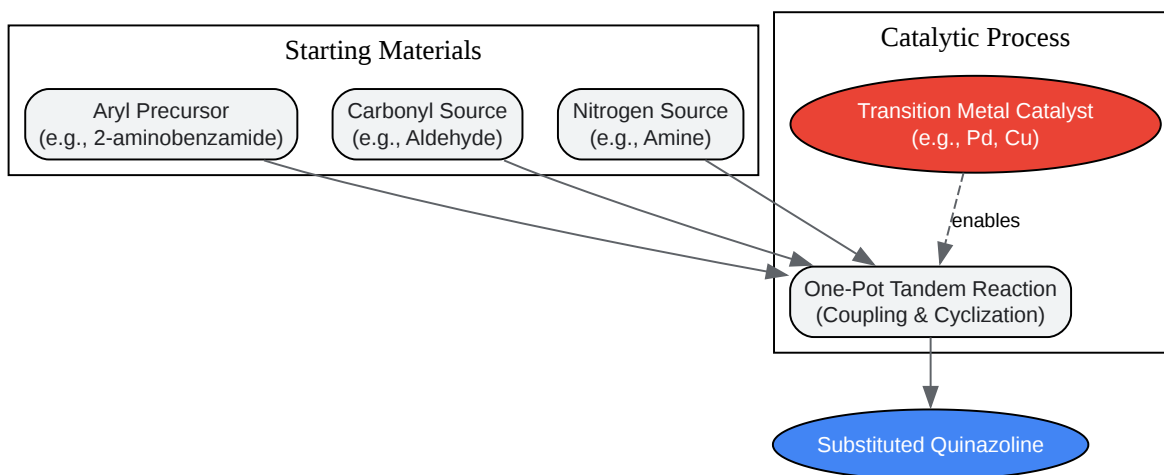 Starting Materials
Aryl Precursor
(e.g., 2-aminobenzamide)
Carbonyl Source
(e.g., Aldehyde)
Nitrogen Source
(e.g., Amine)
Catalytic Process
Transition Metal Catalyst
(e.g., Pd, Cu)
enables
One-Pot Tandem Reaction
(Coupling & Cyclization)
Substituted Quinazoline